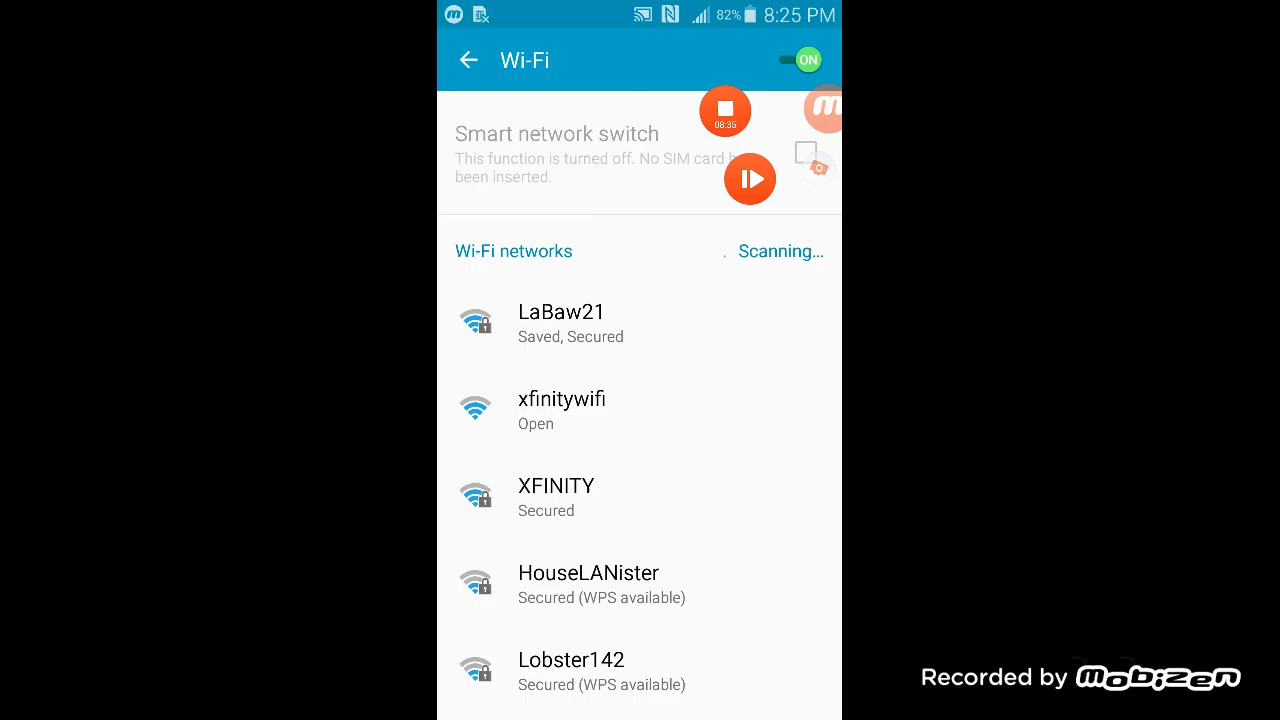 82% 8:25 PM
Wi-Fi
ON
08:35
Smart network switch
This function is turned off. No SIM card
been inserted.
Wi-Fi networks
Scanning...
LaBaw21
Saved, Secured
xfinitywifi
Open
XFINITY
Secured
HouseLANister
Secured (WPS available)
Lobster142
Secured (WPS available)
Recorded by mobizen